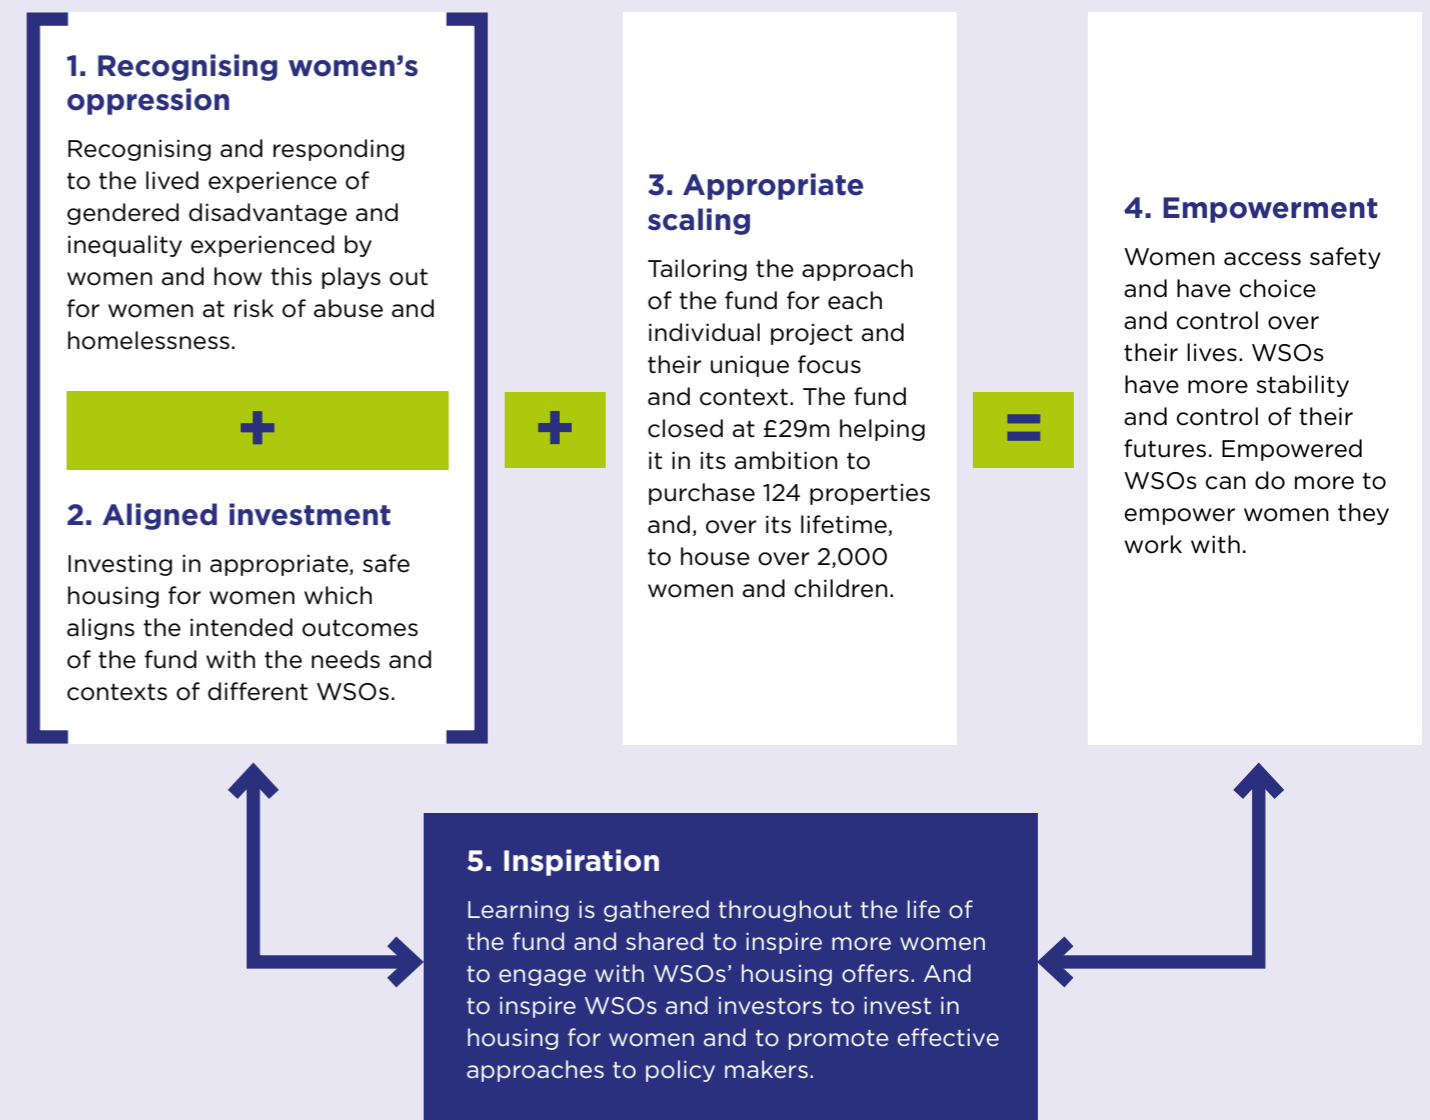 1. Recognising women’s
oppression
Recognising and responding
to the lived experience of
gendered disadvantage and
inequality experienced by
women and how this plays out
for women at risk of abuse and
homelessness.
+
2. Aligned investment
Investing in appropriate, safe
housing for women which
aligns the intended outcomes
of the fund with the needs and
contexts of different WSOs.
+
3. Appropriate
scaling
Tailoring the approach
of the fund for each
individual project and
their unique focus
and context. The fund
closed at £29m helping
it in its ambition to
purchase 124 properties
and, over its lifetime,
to house over 2,000
women and children.
=
4. Empowerment
Women access safety
and have choice
and control over
their lives. WSOs
have more stability
and control of their
futures. Empowered
WSOs can do more to
empower women they
work with.
5. Inspiration
Learning is gathered throughout the life of
the fund and shared to inspire more women
to engage with WSOs’ housing offers. And
to inspire WSOs and investors to invest in
housing for women and to promote effective
approaches to policy makers.